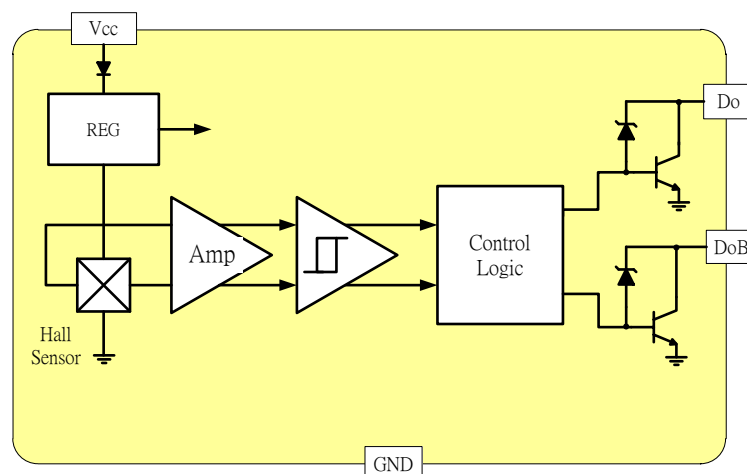 Vcc
Do
REG
Amp
Control
Logic
DoB
Hall
Sensor
GND